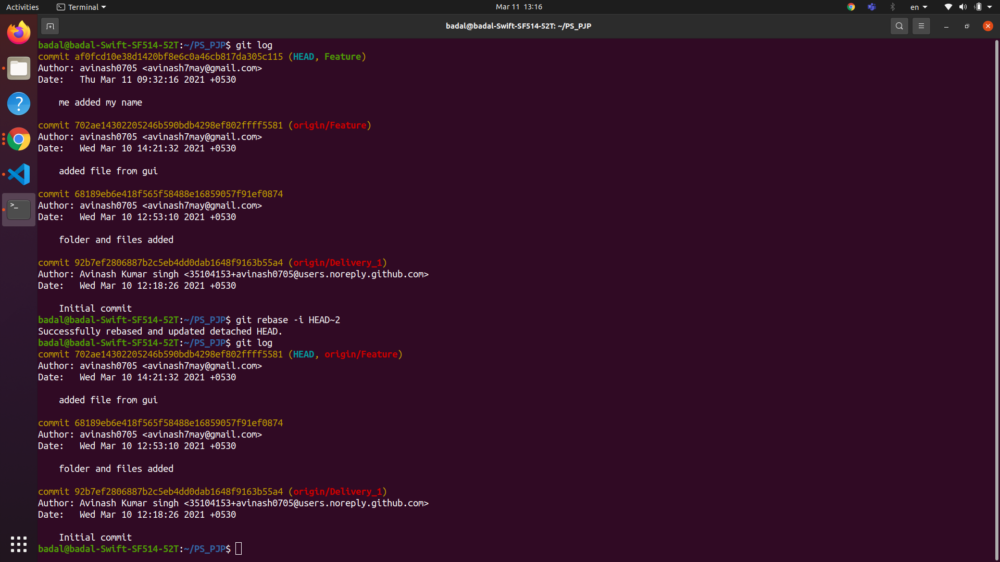 Activities
Terminal
Mar 11 13:16
en
badal@badal-Swift-SF514-52T: ~/PS_PJP
badal@badal-Swift-SF514-52T:~/PS_PJP$ git log
commit af0fcd10e38d1420bf8e6c0a46cb817da305c115 (HEAD, Feature)
Author: avinash0705 <avinash7may@gmail.com>
Date:   Thu Mar 11 09:32:16 2021 +0530
    me added my name
commit 702ae14302205246b590bdb4298ef802ffff5581 (origin/Feature)
Author: avinash0705 <avinash7may@gmail.com>
Date:   Wed Mar 10 14:21:32 2021 +0530
    added file from gui
commit 68189eb6e418f565f58488e16859057f91ef0874
Author: avinash0705 <avinash7may@gmail.com>
Date:   Wed Mar 10 12:53:10 2021 +0530
    folder and files added
commit 92b7ef2806887b2c5eb4dd0dab1648f9163b55a4 (origin/Delivery_1)
Author: Avinash Kumar singh <35104153+avinash0705@users.noreply.github.com>
Date:   Wed Mar 10 12:18:26 2021 +0530
    Initial commit
badal@badal-Swift-SF514-52T:~/PS_PJP$ git rebase -i HEAD~2
Successfully rebased and updated detached HEAD.
badal@badal-Swift-SF514-52T:~/PS_PJP$ git log
commit 702ae14302205246b590bdb4298ef802ffff5581 (HEAD, origin/Feature)
Author: avinash0705 <avinash7may@gmail.com>
Date:   Wed Mar 10 14:21:32 2021 +0530
    added file from gui
commit 68189eb6e418f565f58488e16859057f91ef0874
Author: avinash0705 <avinash7may@gmail.com>
Date:   Wed Mar 10 12:53:10 2021 +0530
    folder and files added
commit 92b7ef2806887b2c5eb4dd0dab1648f9163b55a4 (origin/Delivery_1)
Author: Avinash Kumar singh <35104153+avinash0705@users.noreply.github.com>
Date:   Wed Mar 10 12:18:26 2021 +0530
    Initial commit
badal@badal-Swift-SF514-52T:~/PS_PJP$